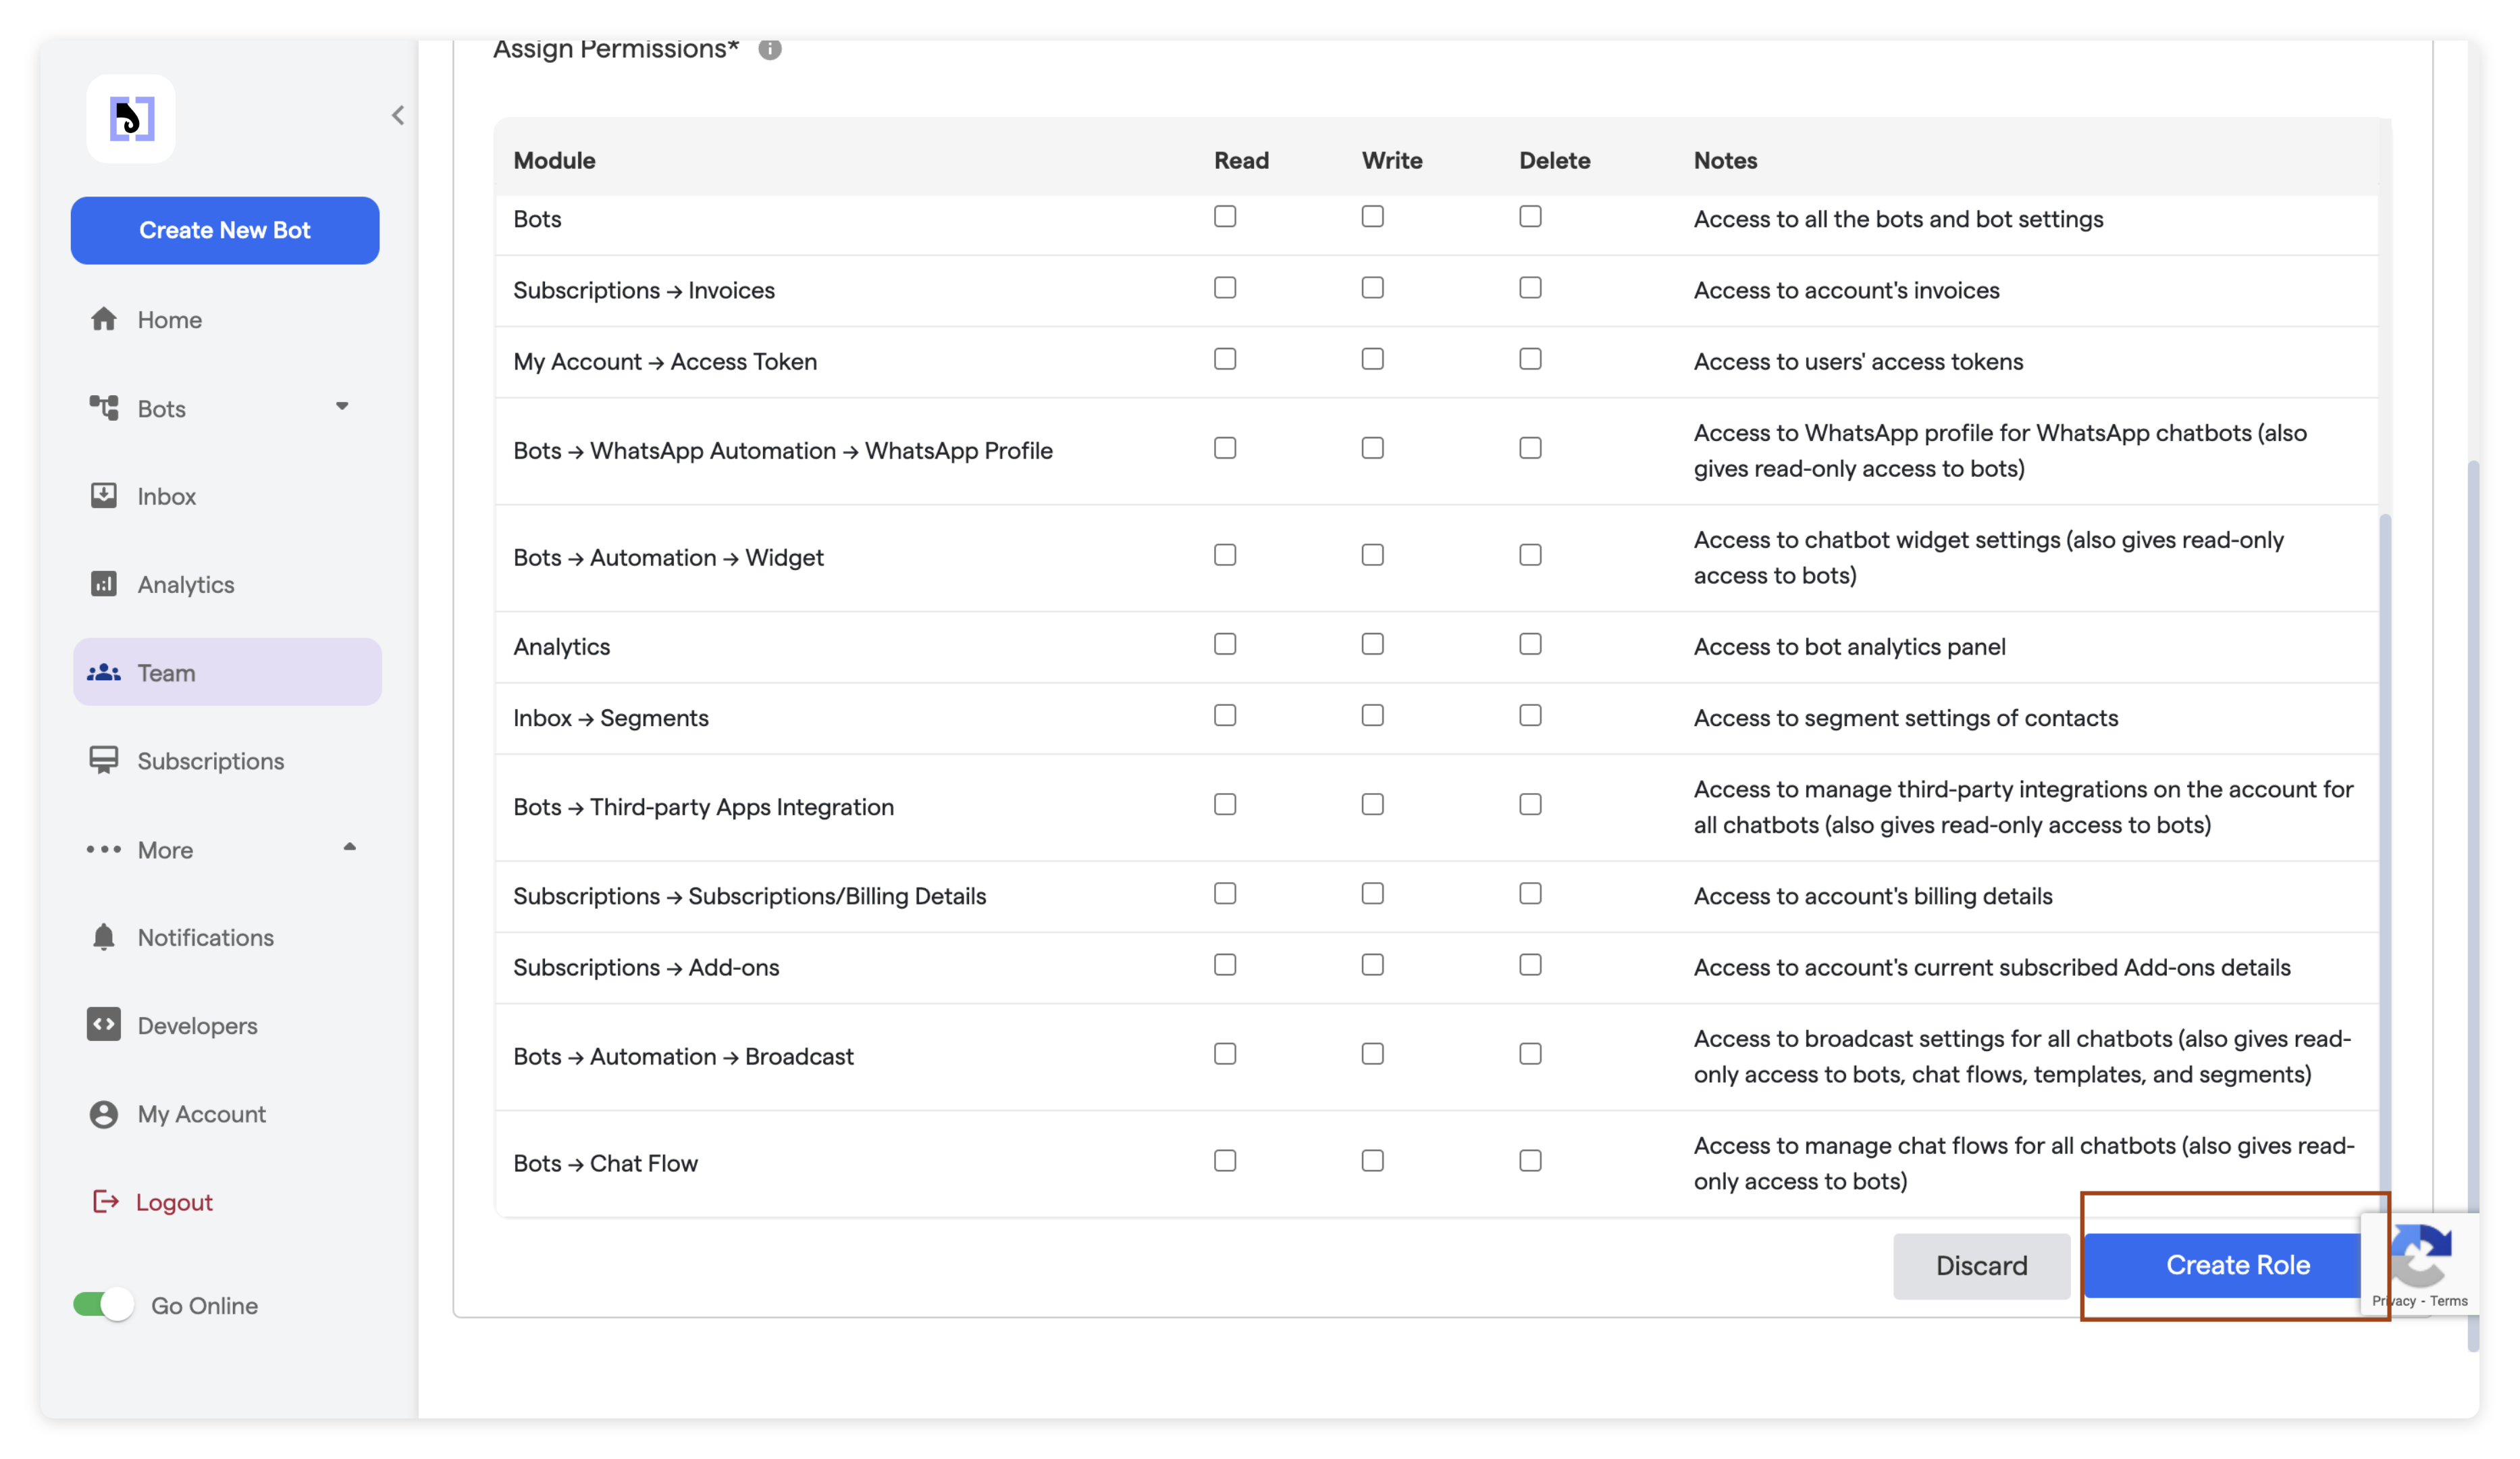 Assign Permissions*
Create New Bot
Home
Bots
Inbox
Analytics
Team
Subscriptions
More
Notifications
Developers
My Account
Logout
Go Online
Module Read Write Delete Notes
Bots Access to all the bots and bot settings
Subscriptions → Invoices Access to account's invoices
My Account → Access Token Access to users' access tokens
Bots → WhatsApp Automation → WhatsApp Profile Access to WhatsApp profile for WhatsApp chatbots (also
gives read-only access to bots)
Bots → Automation → Widget Access to chatbot widget settings (also gives read-only
access to bots)
Analytics Access to bot analytics panel
Inbox → Segments Access to segment settings of contacts
Bots → Third-party Apps Integration Access to manage third-party integrations on the account for
all chatbots (also gives read-only access to bots)
Subscriptions → Subscriptions/Billing Details Access to account's billing details
Subscriptions → Add-ons Access to account's current subscribed Add-ons details
Bots → Automation → Broadcast Access to broadcast settings for all chatbots (also gives read-
only access to bots, chat flows, templates, and segments)
Bots → Chat Flow Access to manage chat flows for all chatbots (also gives read-
only access to bots)
Discard Create Role
Privacy - Terms